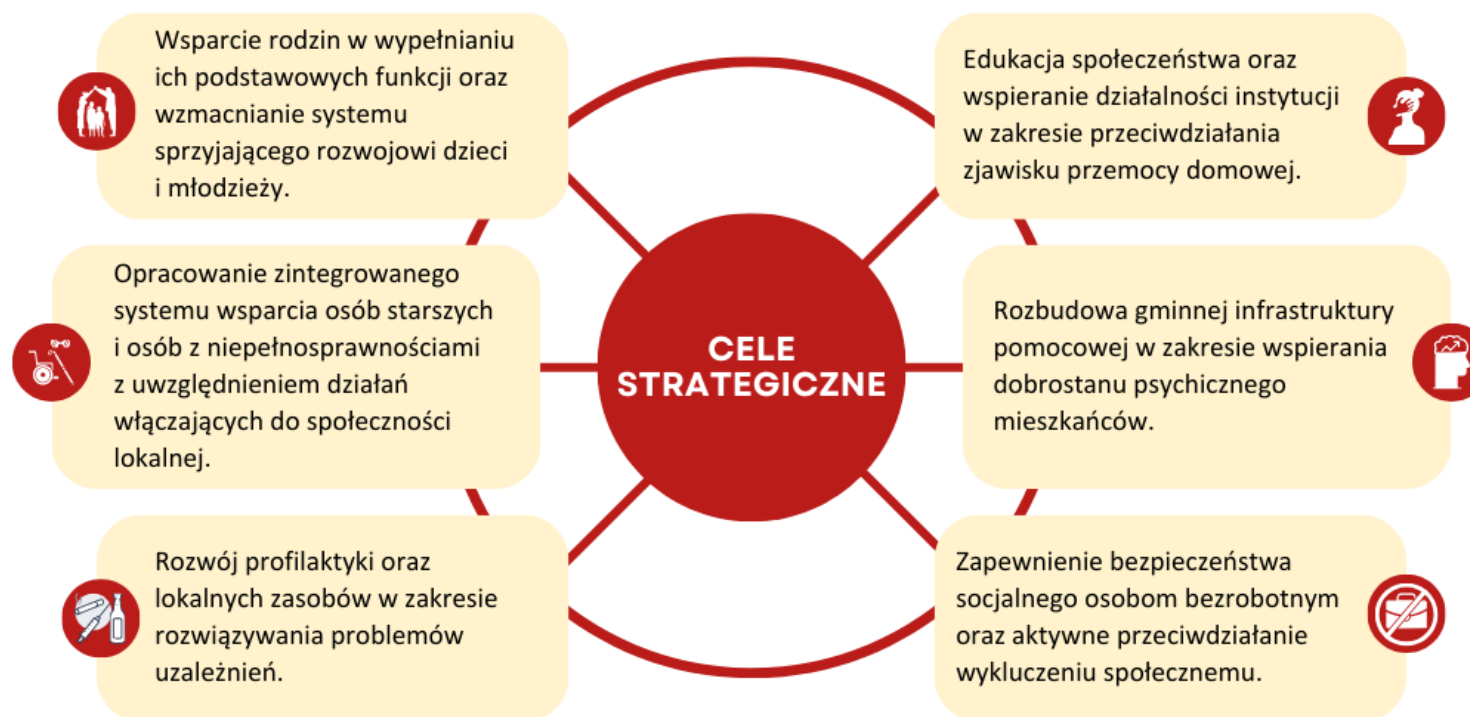 Wsparcie rodzin w wypełnianiu
ich podstawowych funkcji oraz
wzmacnianie systemu
sprzyjającego rozwojowi dzieci
i młodzieży.
Opracowanie zintegrowanego
systemu wsparcia osób starszych
i osób z niepełnosprawnościami
z uwzględnieniem działań
włączających do społeczności
lokalnej.
Rozwój profilaktyki oraz
lokalnych zasobów w zakresie
rozwiązywania problemów
uzależnień.
CELE
STRATEGICZNE
Edukacja społeczeństwa oraz
wspieranie działalności instytucji
w zakresie przeciwdziałania
zjawisku przemocy domowej.
Rozbudowa gminnej infrastruktury
pomocowej w zakresie wspierania
dobrostanu psychicznego
mieszkańców.
Zapewnienie bezpieczeństwa
socjalnego osobom bezrobotnym
oraz aktywne przeciwdziałanie
wykluczeniu społecznemu.